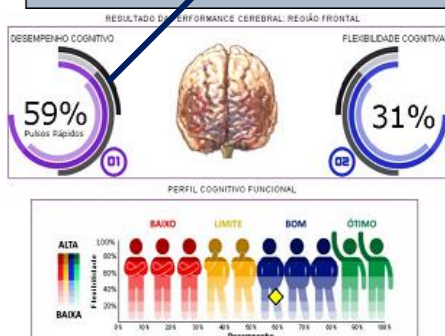 RESULTADO DA PERFORMANCE CEREBRAL: REGIÃO FRONTAL
DESEMPENHO COGNITIVO
FLEXIBILIDADE COGNITIVA
59%
Pulsos Rápidos
01
31%
02
PERFIL COGNITIVO FUNCIONAL
BAIXO LIMITE BOM ÓTIMO
ALTA
BAIXA
Flexibilidade
100%
80%
60%
40%
20%
0% 10% 20% 30% 40% 50% 60% 70% 80% 90% 100%
Desempenho